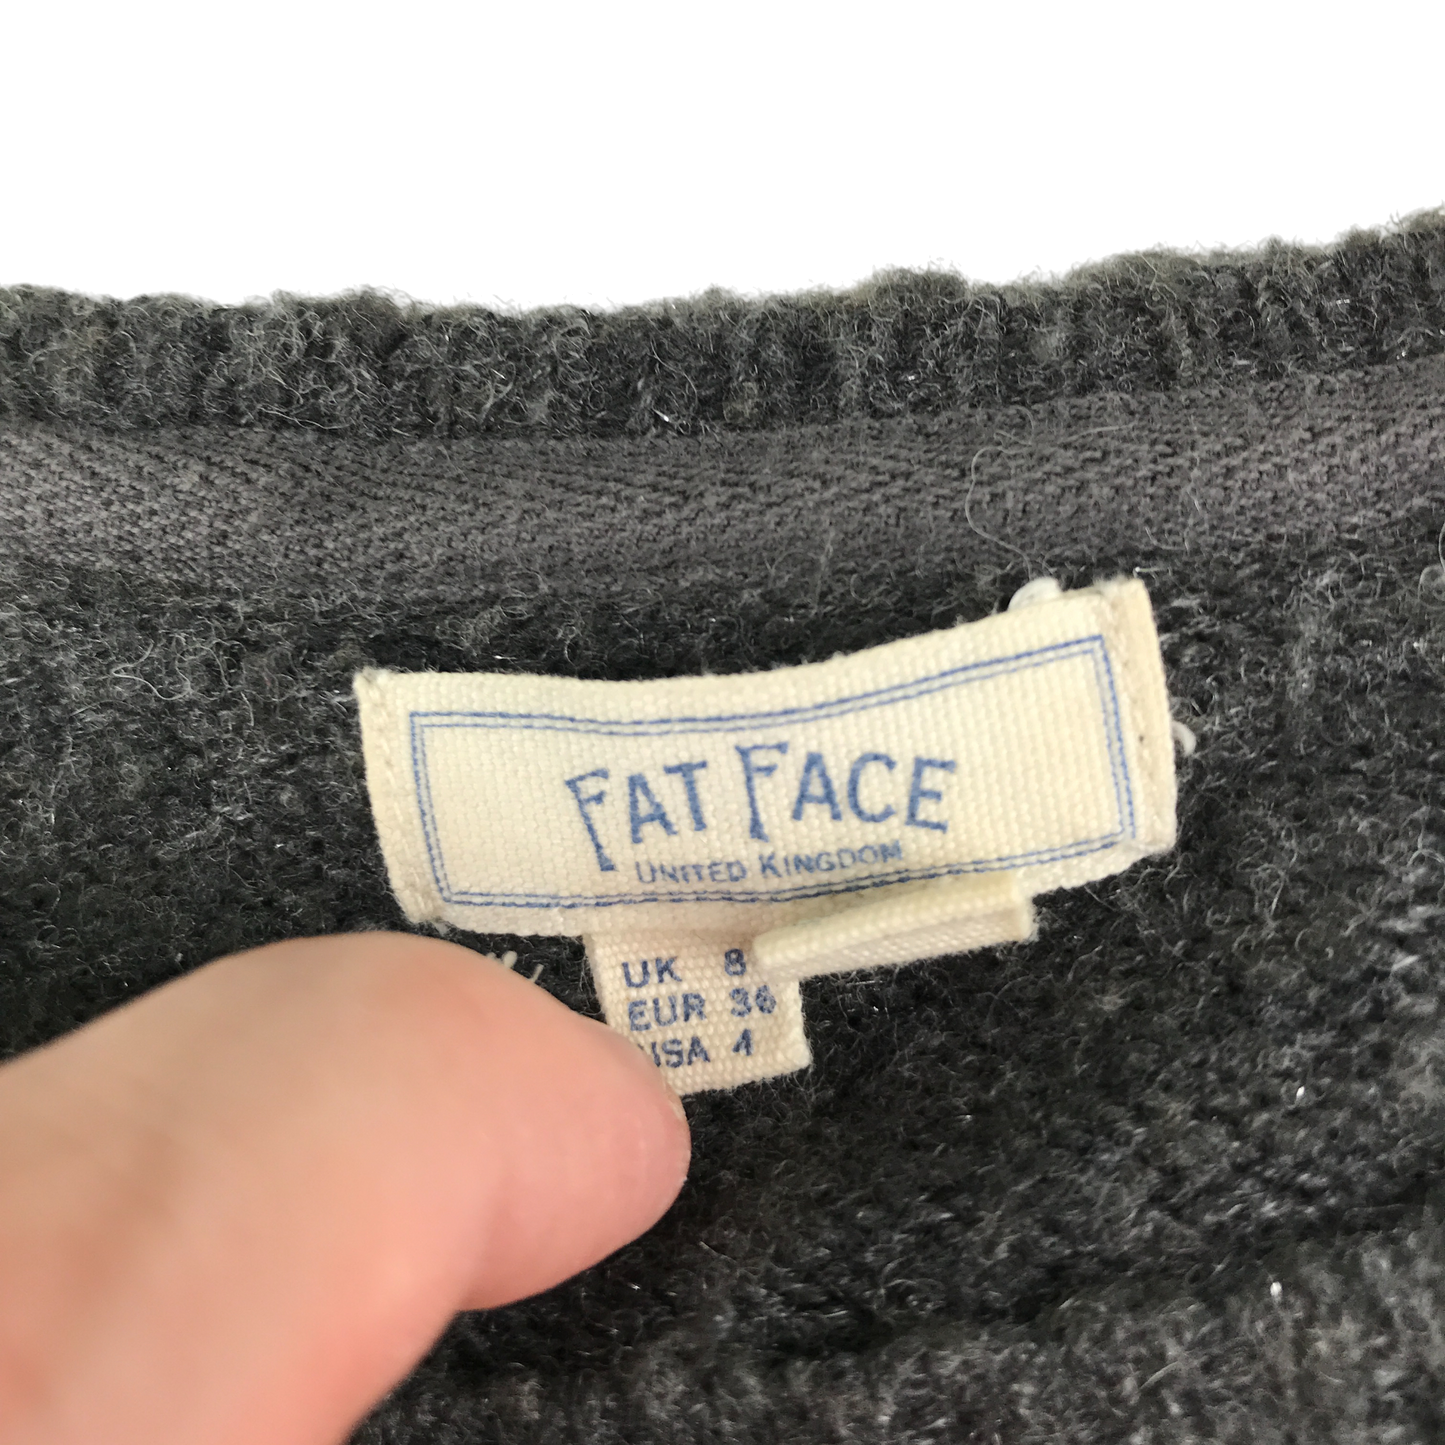 FAT FACE
UNITED KINGDOM
UK 8
EUR 36
USA 4